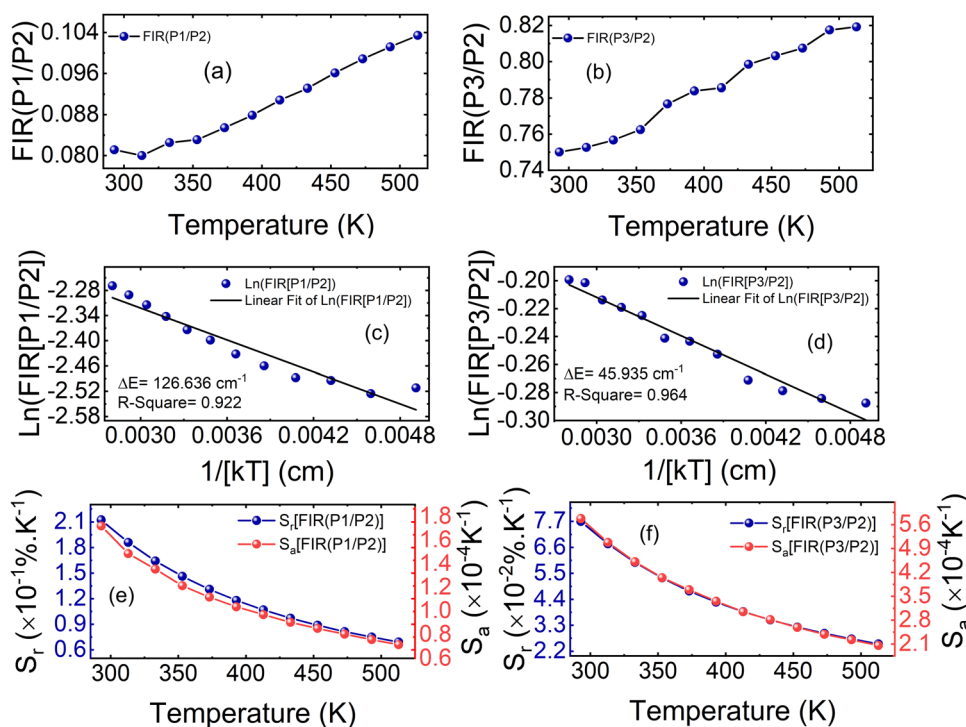 FIR(P1/P2)
0.104
0.096
0.088
0.080
FIR(P1/P2)
(a)
300 350 400 450 500
Temperature (K)
FIR(P3/P2)
0.82
0.80
0.78
0.76
0.74
FIR(P3/P2)
(b)
300 350 400 450 500
Temperature (K)
Ln(FIR[P1/P2])
-2.28
-2.34
-2.40
-2.46
-2.52
-2.58
Ln(FIR[P1/P2])
Linear Fit of Ln(FIR[P1/P2])
(c)
ΔE= 126.636 cm⁻¹
R-Square= 0.922
0.0030 0.0036 0.0042 0.0048
1/[kT] (cm)
Ln(FIR[P3/P2])
-0.20
-0.22
-0.24
-0.26
-0.28
-0.30
Ln(FIR[P3/P2])
Linear Fit of Ln(FIR[P3/P2])
(d)
ΔE= 45.935 cm⁻¹
R-Square= 0.964
0.0030 0.0036 0.0042 0.0048
1/[kT] (cm)
Sr (×10⁻¹%.K⁻¹)
2.1
1.8
1.5
1.2
0.9
0.6
Sr[FIR(P1/P2)]
Sa[FIR(P1/P2)]
(e)
1.8
1.6
1.4
1.2
1.0
0.8
0.6
Sa (×10⁻⁴K⁻¹)
300 350 400 450 500
Temperature (K)
Sr (×10⁻²%.K⁻¹)
7.7
6.6
5.5
4.4
3.3
2.2
Sr[FIR(P3/P2)]
Sa[FIR(P3/P2)]
(f)
5.6
4.9
4.2
3.5
2.8
2.1
Sa (×10⁻⁴K⁻¹)
300 350 400 450 500
Temperature (K)